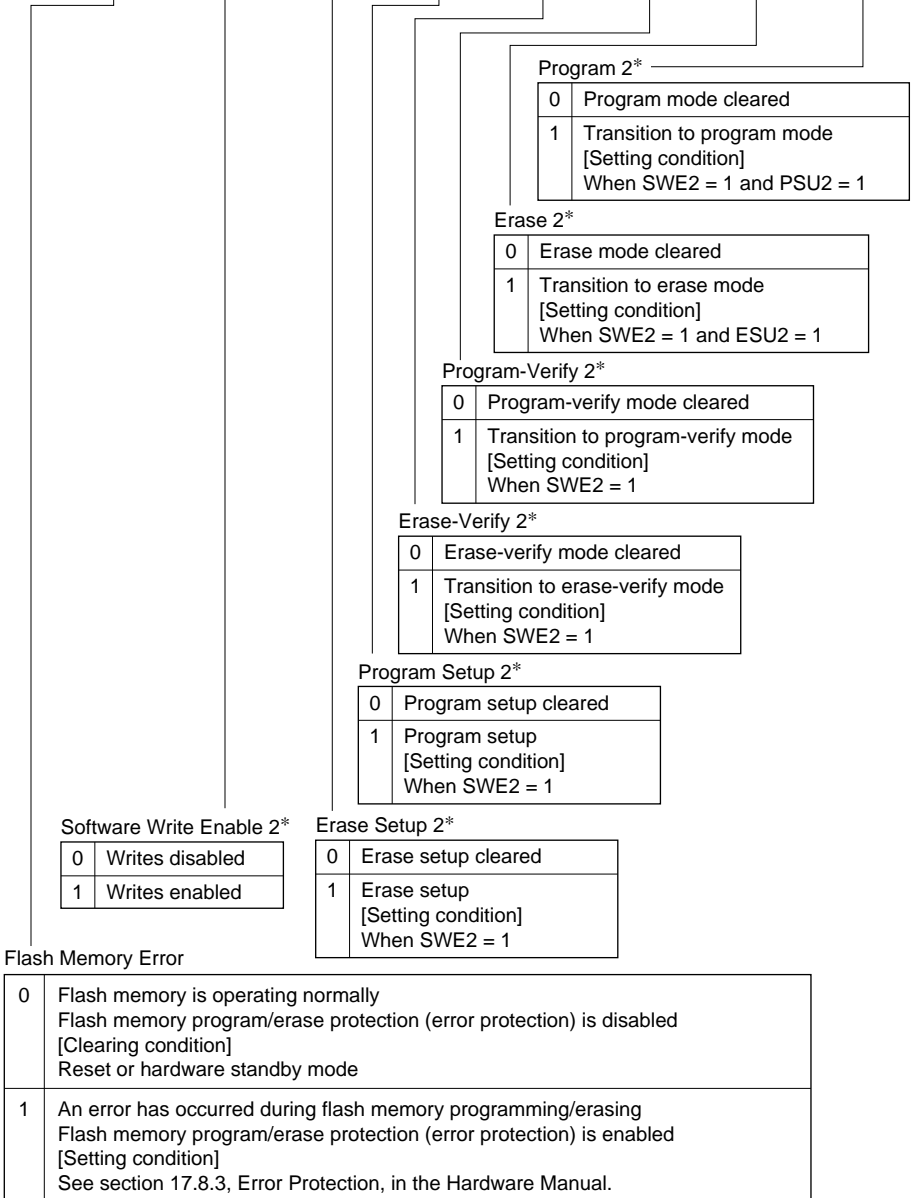 Program 2*
0 Program mode cleared
1 Transition to program mode
[Setting condition]
When SWE2 = 1 and PSU2 = 1
Erase 2*
0 Erase mode cleared
1 Transition to erase mode
[Setting condition]
When SWE2 = 1 and ESU2 = 1
Program-Verify 2*
0 Program-verify mode cleared
1 Transition to program-verify mode
[Setting condition]
When SWE2 = 1
Erase-Verify 2*
0 Erase-verify mode cleared
1 Transition to erase-verify mode
[Setting condition]
When SWE2 = 1
Program Setup 2*
0 Program setup cleared
1 Program setup
[Setting condition]
When SWE2 = 1
Software Write Enable 2*
0 Writes disabled
1 Writes enabled
Erase Setup 2*
0 Erase setup cleared
1 Erase setup
[Setting condition]
When SWE2 = 1
Flash Memory Error
0 Flash memory is operating normally
Flash memory program/erase protection (error protection) is disabled
[Clearing condition]
Reset or hardware standby mode
1 An error has occurred during flash memory programming/erasing
Flash memory program/erase protection (error protection) is enabled
[Setting condition]
See section 17.8.3, Error Protection, in the Hardware Manual.